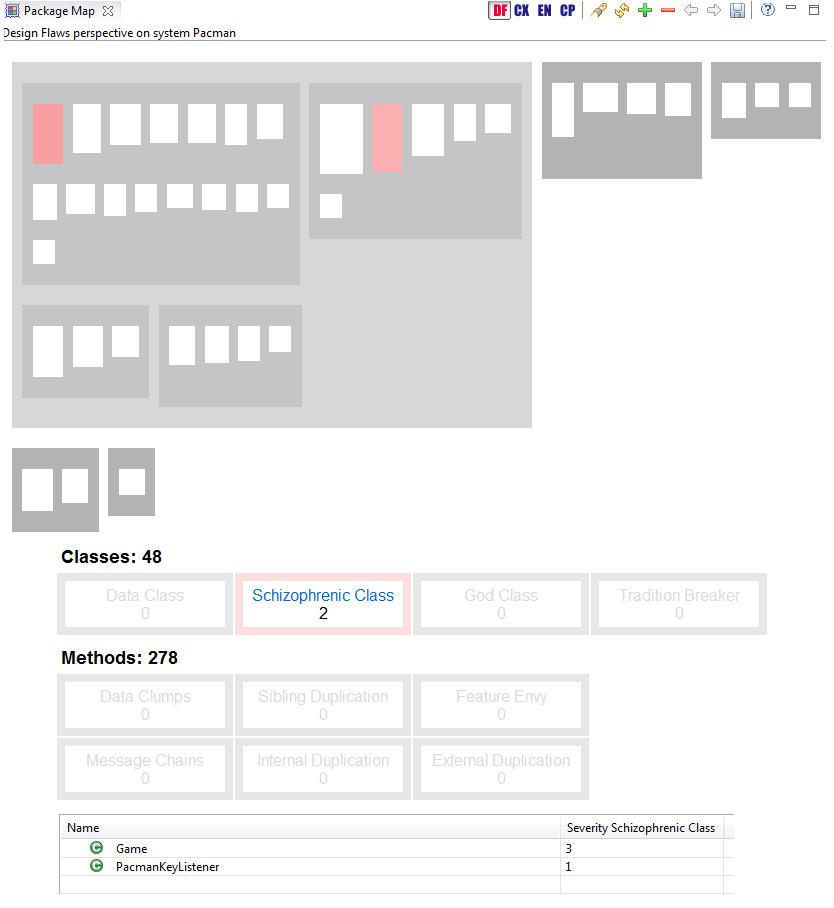 Package Map
DF CX EN CP
Design Flaws perspective on system Pacman
Classes: 48
Data Class Schizophrenic Class God Class Tradition Breaker
0 2 0 0
Methods: 278
Data Clumps Sibling Duplication Feature Envy
0 0 0
Message Chains Internal Duplication External Duplication
0 0 0
Name Severity Schizophrenic Class
C Game 3
C PacmanKeyListener 1